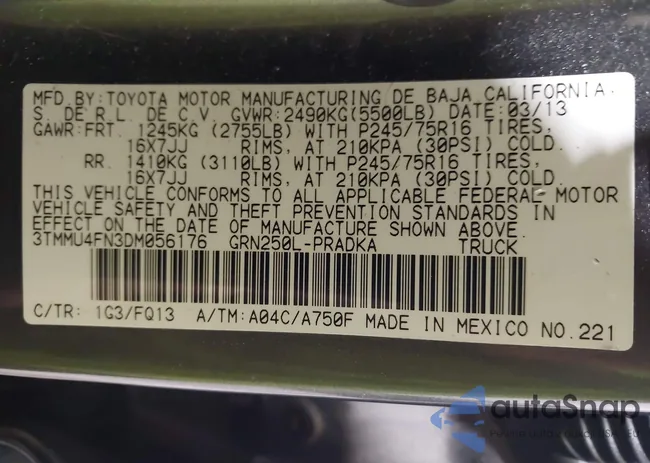 MFD.BY:TOYOTA MOTOR MANUFACTURING DE BAJA CALIFORNIA
S. DE R.L. DE C.V. GVWR:2490KG(5500LB) DATE:03/13
GAWR:FRT. 1245KG (2755LB) WITH P245/75R16 TIRES,
16X7JJ RIMS, AT 210KPA (30PSI) COLD.
RR. 1410KG (3110LB) WITH P245/75R16 TIRES,
16X7JJ RIMS, AT 210KPA (30PSI) COLD.
THIS VEHICLE CONFORMS TO ALL APPLICABLE FEDERAL MOTOR
VEHICLE SAFETY AND THEFT PREVENTION STANDARDS IN
EFFECT ON THE DATE OF MANUFACTURE SHOWN ABOVE.
3TMMU4FN3DM056176 GRN250L-PRADKA TRUCK
C/TR: 1G3/FQ13 A/TM:A04C/A750F MADE IN MEXICO NO.221
autoSnap